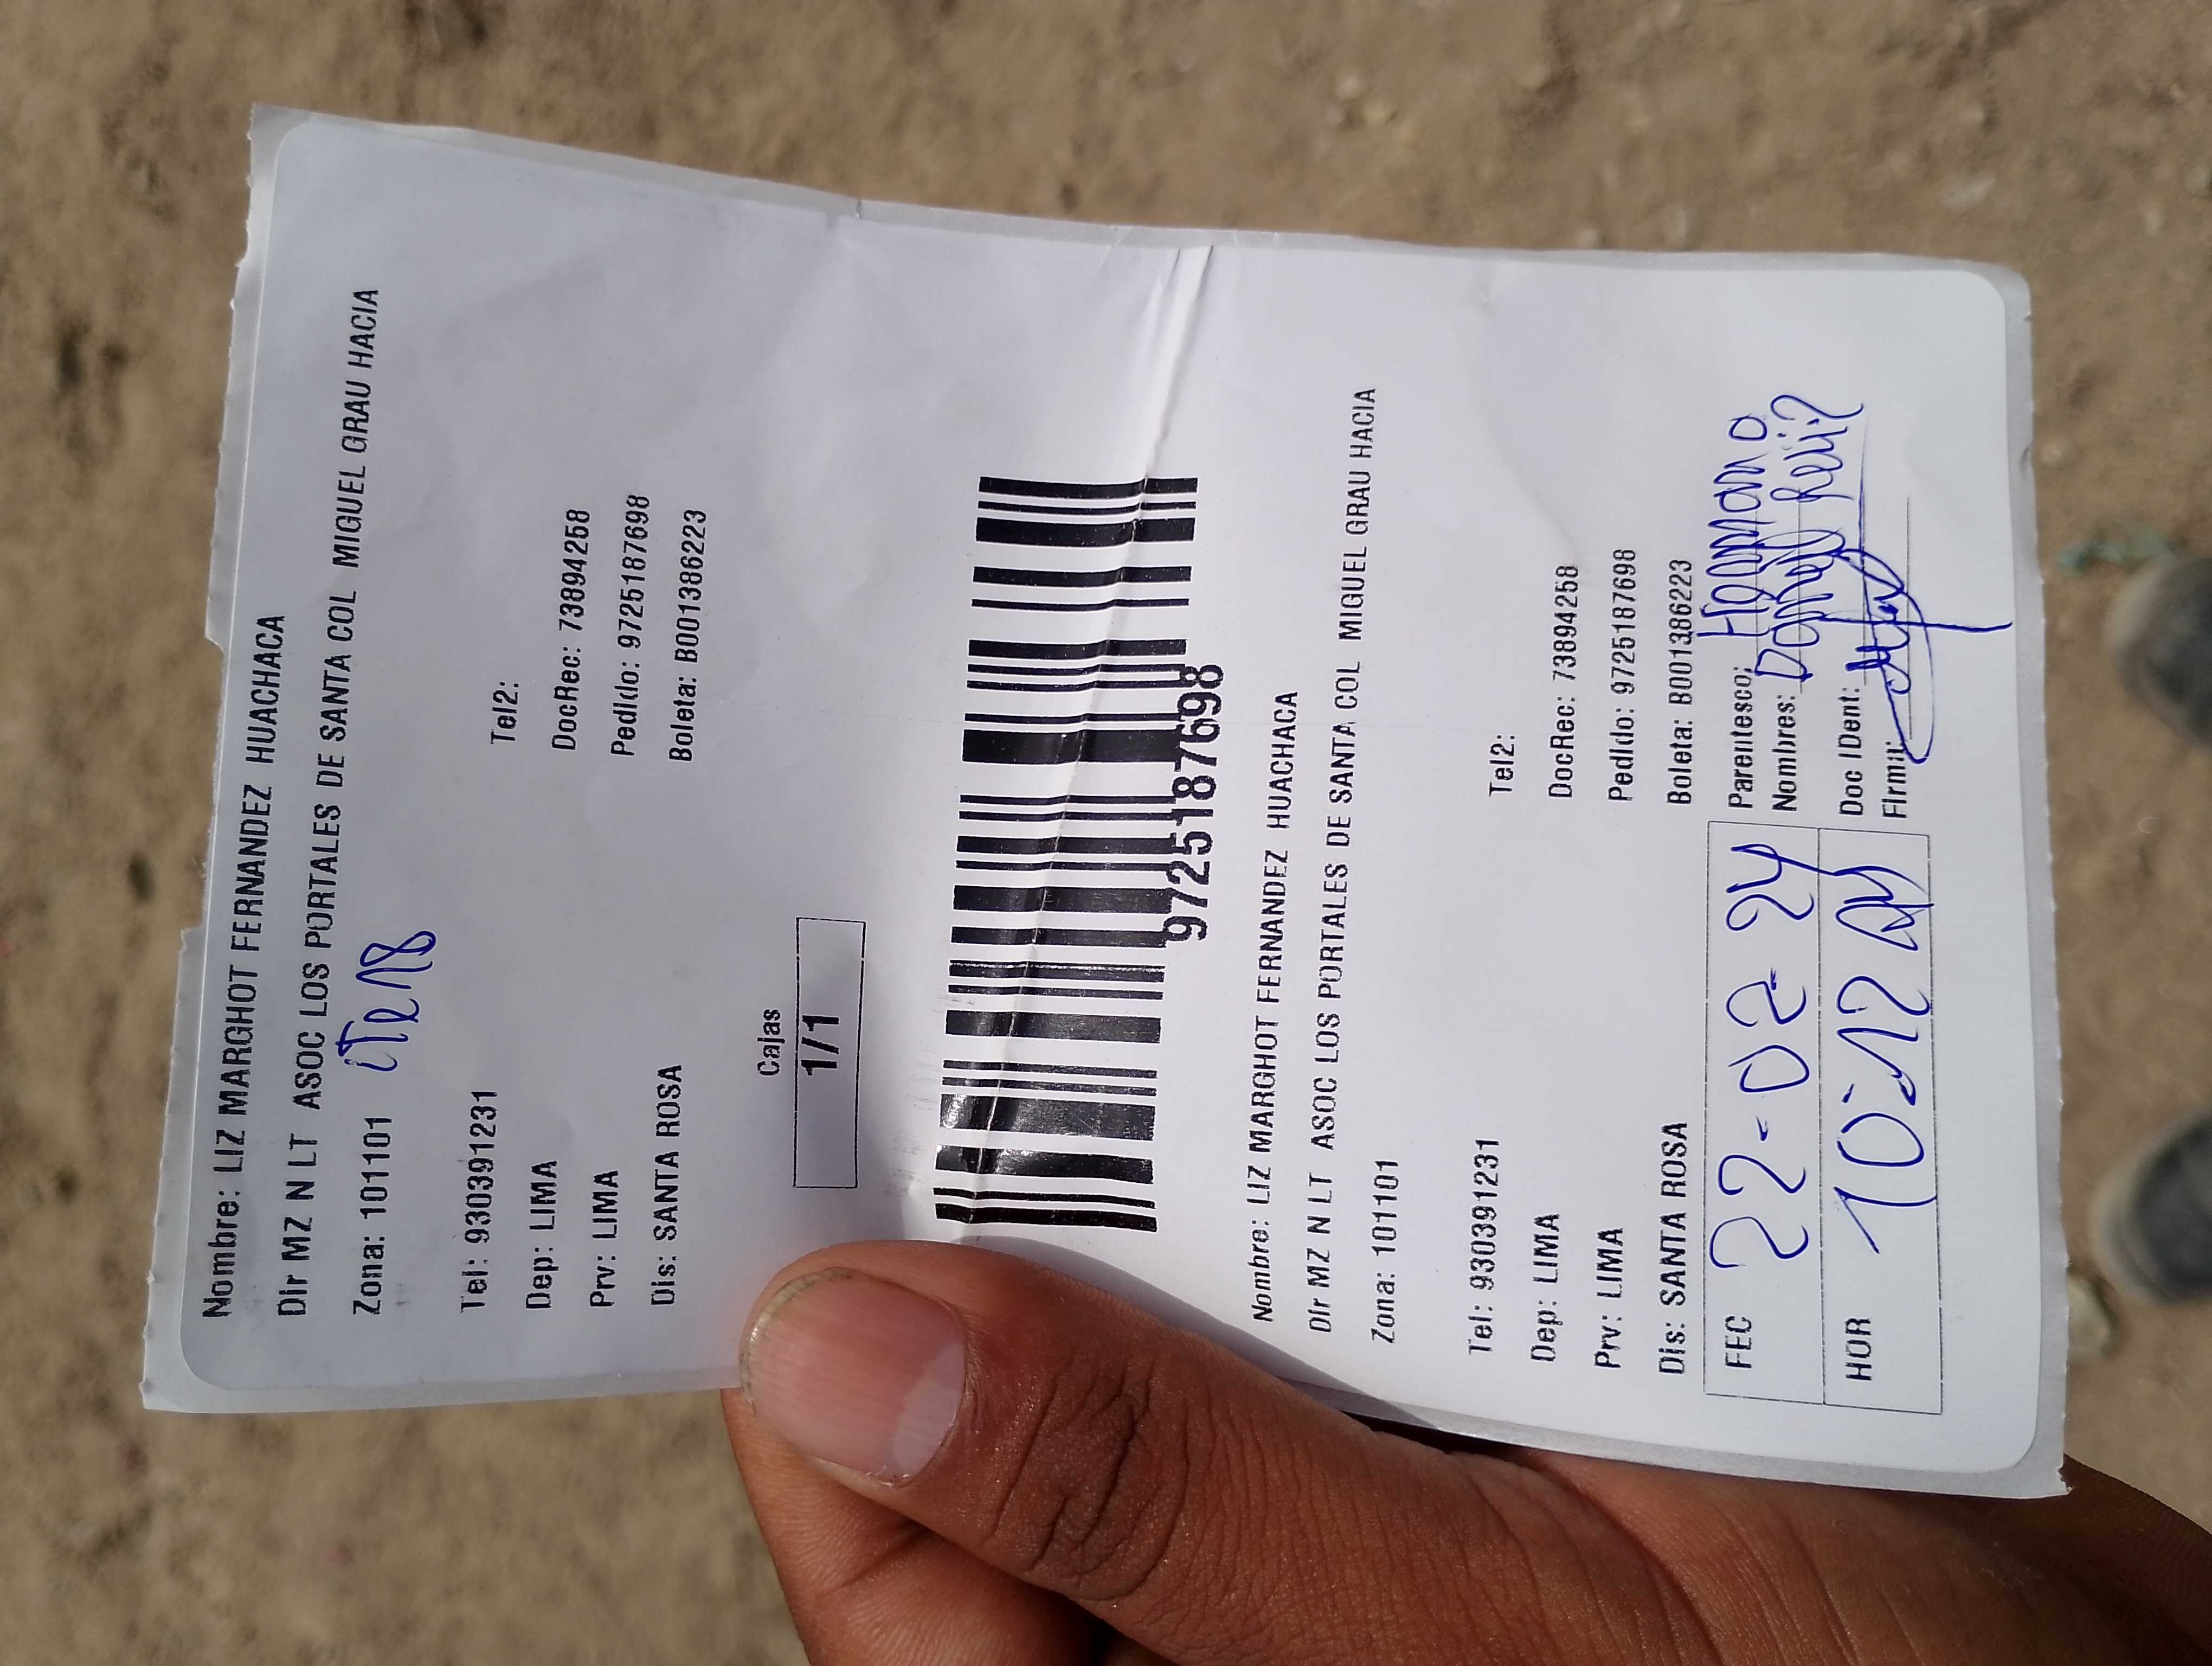 Nombre: LIZ MARGHOT FERNANDEZ HUACHACA
Dir MZ N LT ASOC LOS PORTALES DE SANTA COL MIGUEL GRAU HACIA
Zona: 101101
Tel: 930391231 Tel2:
Dep: LIMA DocRec: 73894258
Prv: LIMA Pedido: 9725187698
Dis: SANTA ROSA Boleta: B001386223
Cajas
1/1
9725187698
Nombre: LIZ MARGHOT FERNANDEZ HUACHACA
Dir MZ N LT ASOC LOS PORTALES DE SANTA COL MIGUEL GRAU HACIA
Zona: 101101
Tel: 930391231 Tel2:
Dep: LIMA DocRec: 73894258
Prv: LIMA Pedido: 9725187698
Dis: SANTA ROSA Boleta: B001386223
FEC 22-02-24 Parentesco: Hermano
Nombres: Daniel
HOR 10:12 Doc IDent:
Firma: